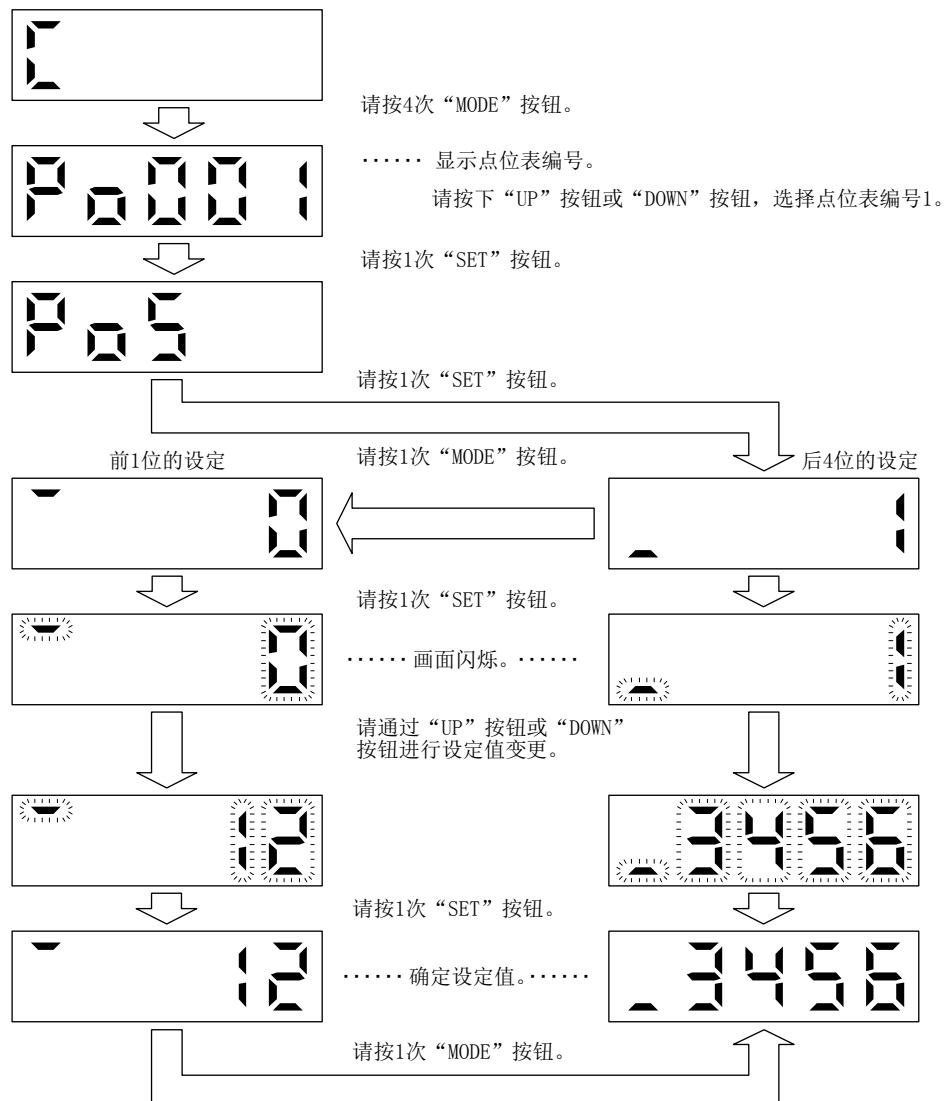 C
请按4次“MODE”按钮。
Po001
······ 显示点位表编号。
请按下“UP”按钮或“DOWN”按钮，选择点位表编号1。
请按1次“SET”按钮。
PoS
请按1次“SET”按钮。
前1位的设定
请按1次“MODE”按钮。
后4位的设定
¯ 0
_ 1
请按1次“SET”按钮。
¯ 0
······画面闪烁。······
_ 1
请通过“UP”按钮或“DOWN”
按钮进行设定值变更。
¯ 12
_3456
请按1次“SET”按钮。
¯ 12
······确定设定值。······
_3456
请按1次“MODE”按钮。